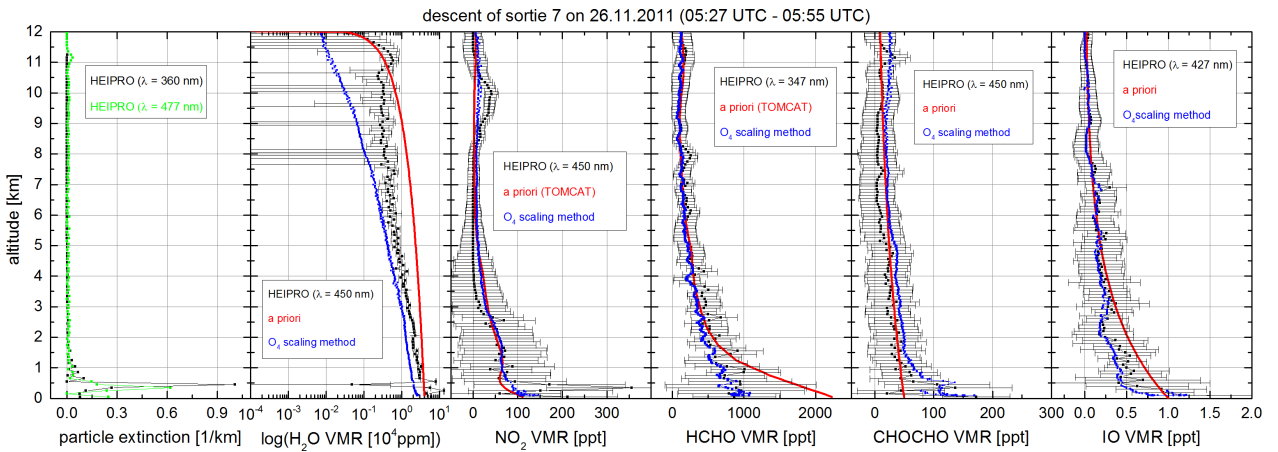 descent of sortie 7 on 26.11.2011 (05:27 UTC - 05:55 UTC)
altitude [km]
12
11
10
9
8
7
6
5
4
3
2
1
0
HEIPRO (λ = 360 nm)
HEIPRO (λ = 477 nm)
0.0 0.3 0.6 0.9
particle extinction [1/km]
HEIPRO (λ = 450 nm)
a priori
O4 scaling method
10⁻⁴ 10⁻³ 10⁻² 10⁻¹ 10⁰ 10¹
log(H₂O VMR [10⁴ppm])
HEIPRO (λ = 450 nm)
a priori (TOMCAT)
O₄ scaling method
0 100 200 300
NO₂ VMR [ppt]
HEIPRO (λ = 347 nm)
a priori (TOMCAT)
O₄ scaling method
0 500 1000 1500 2000
HCHO VMR [ppt]
HEIPRO (λ = 450 nm)
a priori
O₄ scaling method
0 100 200 300
CHOCHO VMR [ppt]
HEIPRO (λ = 427 nm)
a priori
O₄ scaling method
0.0 0.5 1.0 1.5 2.0
IO VMR [ppt]